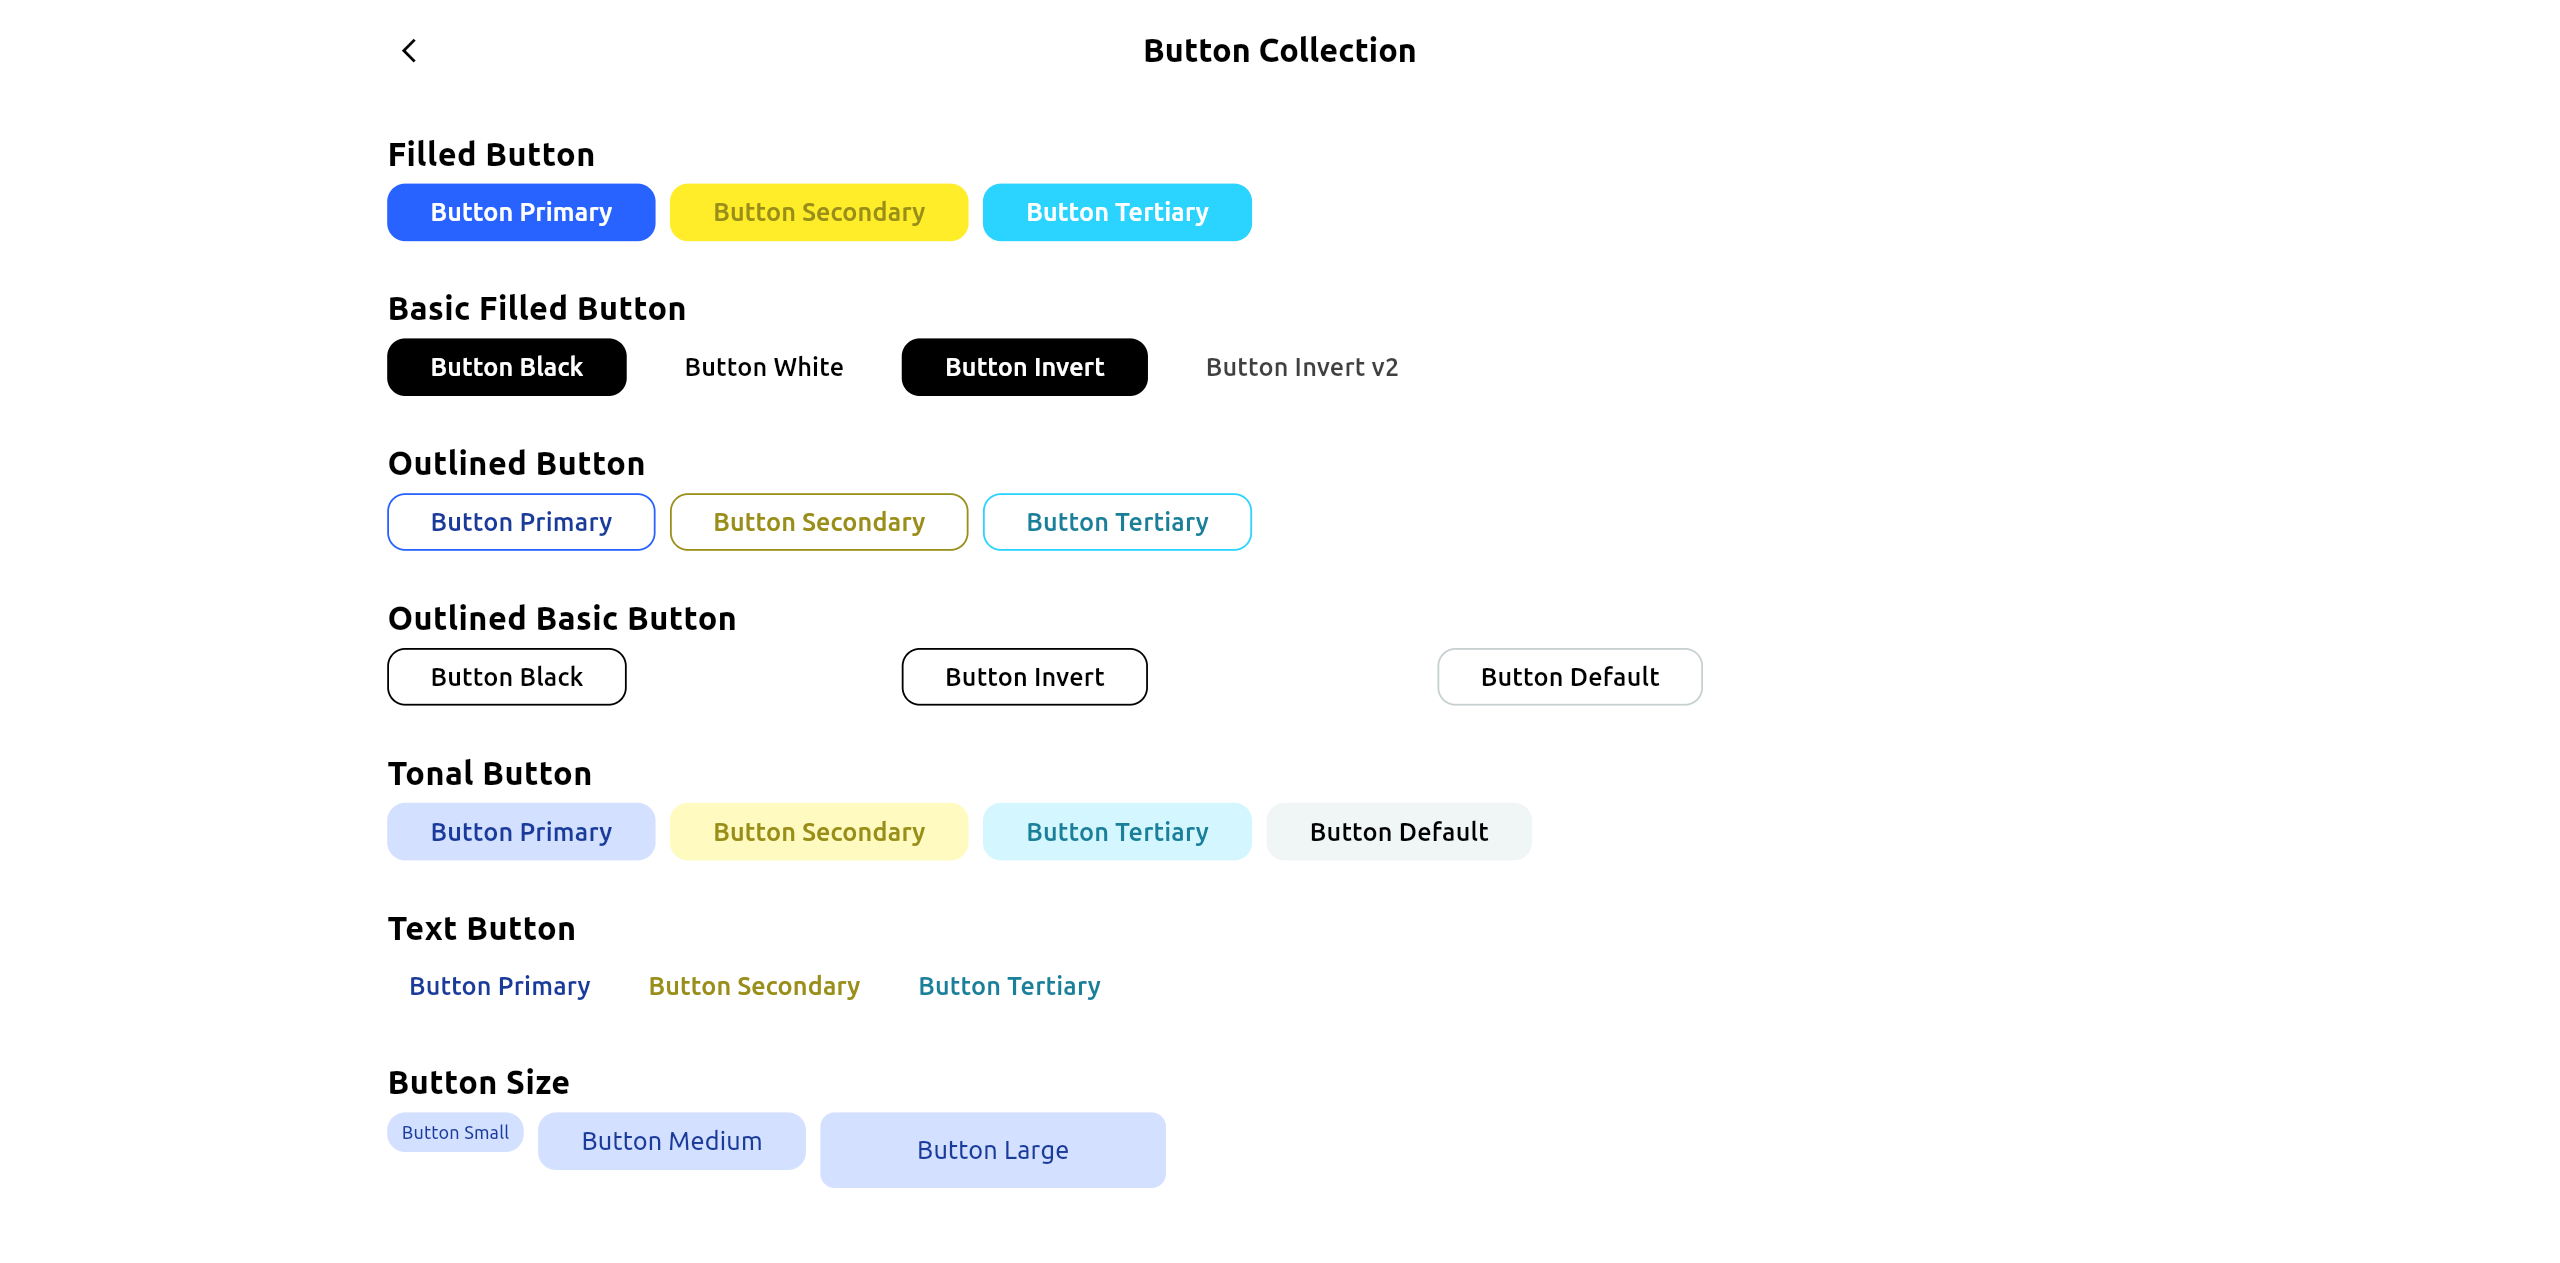 Button Collection
Filled Button
Button Primary Button Secondary Button Tertiary
Basic Filled Button
Button Black Button White Button Invert Button Invert v2
Outlined Button
Button Primary Button Secondary Button Tertiary
Outlined Basic Button
Button Black Button Invert Button Default
Tonal Button
Button Primary Button Secondary Button Tertiary Button Default
Text Button
Button Primary Button Secondary Button Tertiary
Button Size
Button Small Button Medium Button Large